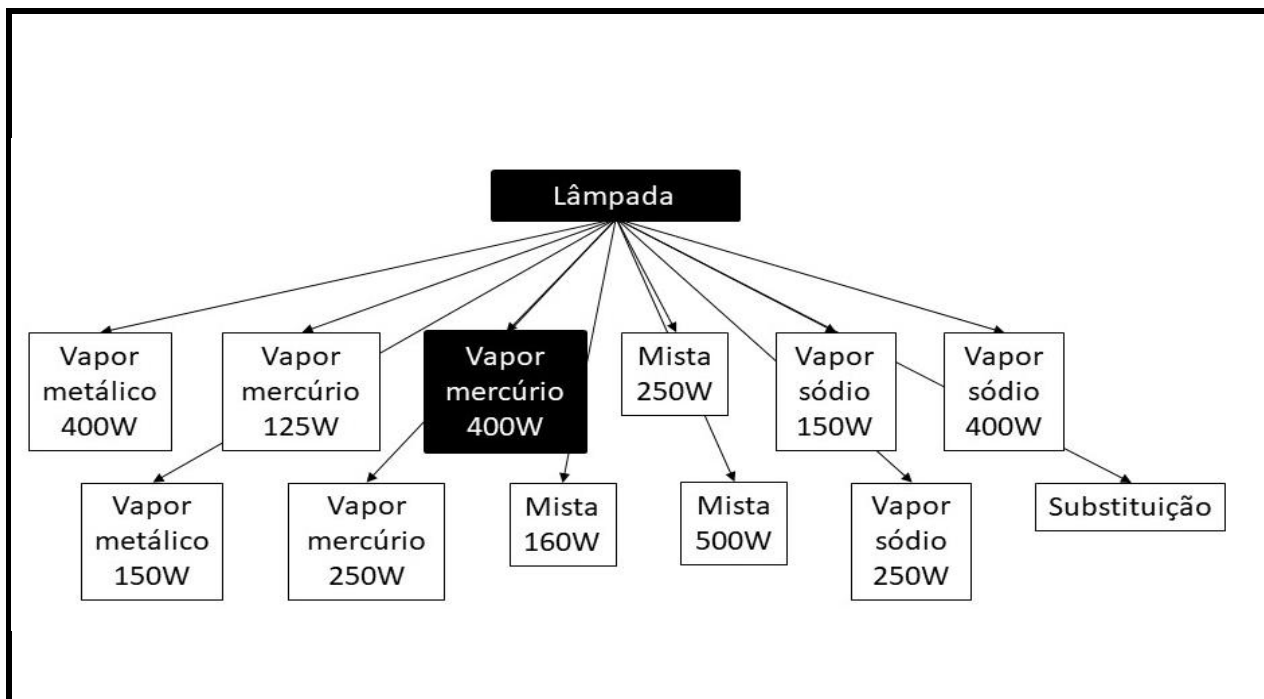 Lâmpada
Vapor
metálico
400W
Vapor
mercúrio
125W
Vapor
mercúrio
400W
Mista
250W
Vapor
sódio
150W
Vapor
sódio
400W
Vapor
metálico
150W
Vapor
mercúrio
250W
Mista
160W
Mista
500W
Vapor
sódio
250W
Substituição